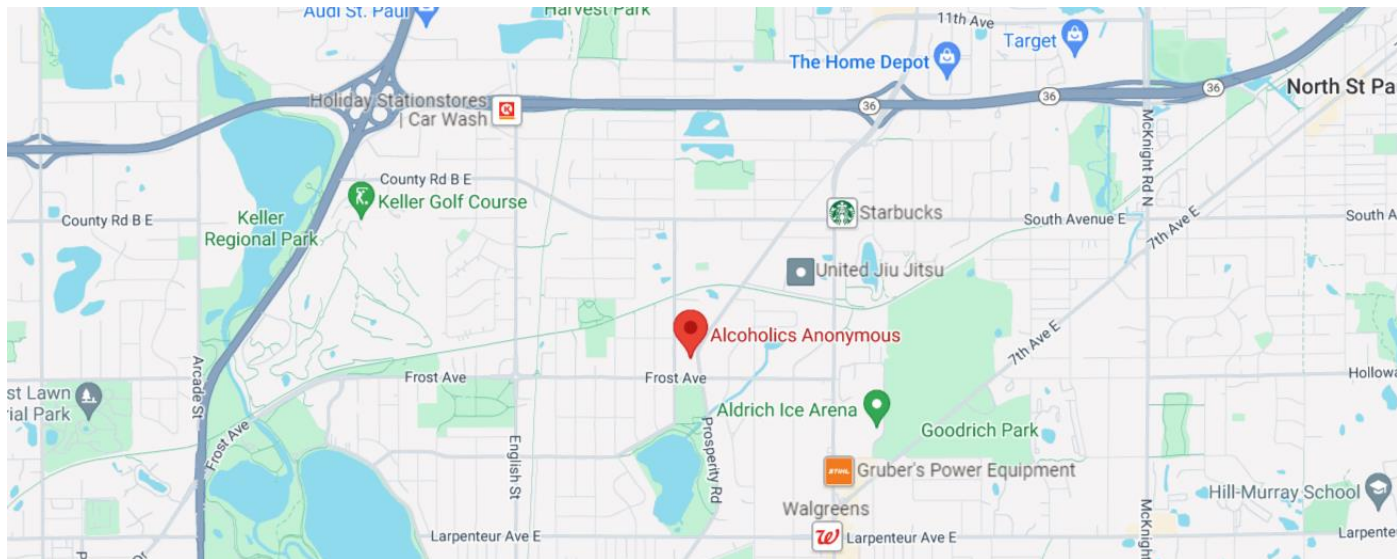 Audi St. Paul
Harvest Park
11th Ave
Target
The Home Depot
Holiday Stationstores
| Car Wash
36
36
36
North St Pa
McKnight Rd N
County Rd B E
Keller Golf Course
County Rd B E
Keller
Regional Park
Starbucks
South Avenue E
South A
7th Ave E
United Jiu Jitsu
Alcoholics Anonymous
7th Ave E
Arcade St
Frost Ave
Frost Ave
Hollowa
st Lawn
rial Park
Aldrich Ice Arena
Goodrich Park
Frost Ave
English St
Prosperity Rd
STIHL
Gruber's Power Equipment
McKnight
Hill-Murray School
Walgreens
Larpenteur Ave E
Larpenteur Ave E